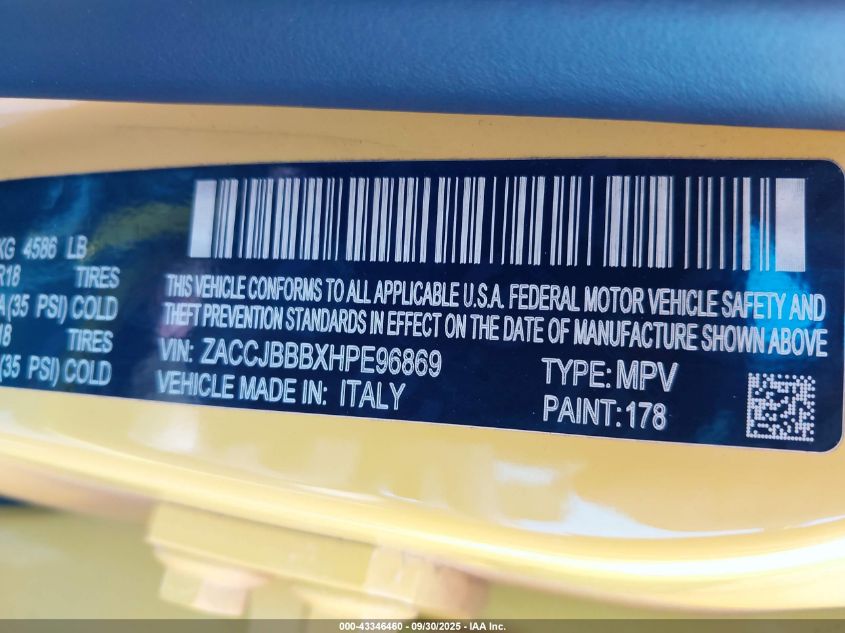 KG 4586 LB
R18 TIRES
A (35 PSI) COLD
18 TIRES
(35 PSI) COLD
THIS VEHICLE CONFORMS TO ALL APPLICABLE U.S.A. FEDERAL MOTOR VEHICLE SAFETY AND
THEFT PREVENTION STANDARDS IN EFFECT ON THE DATE OF MANUFACTURE SHOWN ABOVE
VIN: ZACCJBBBXHPE96869
TYPE: MPV
VEHICLE MADE IN: ITALY
PAINT: 178
000-43346460 - 09/30/2025 - IAA Inc.